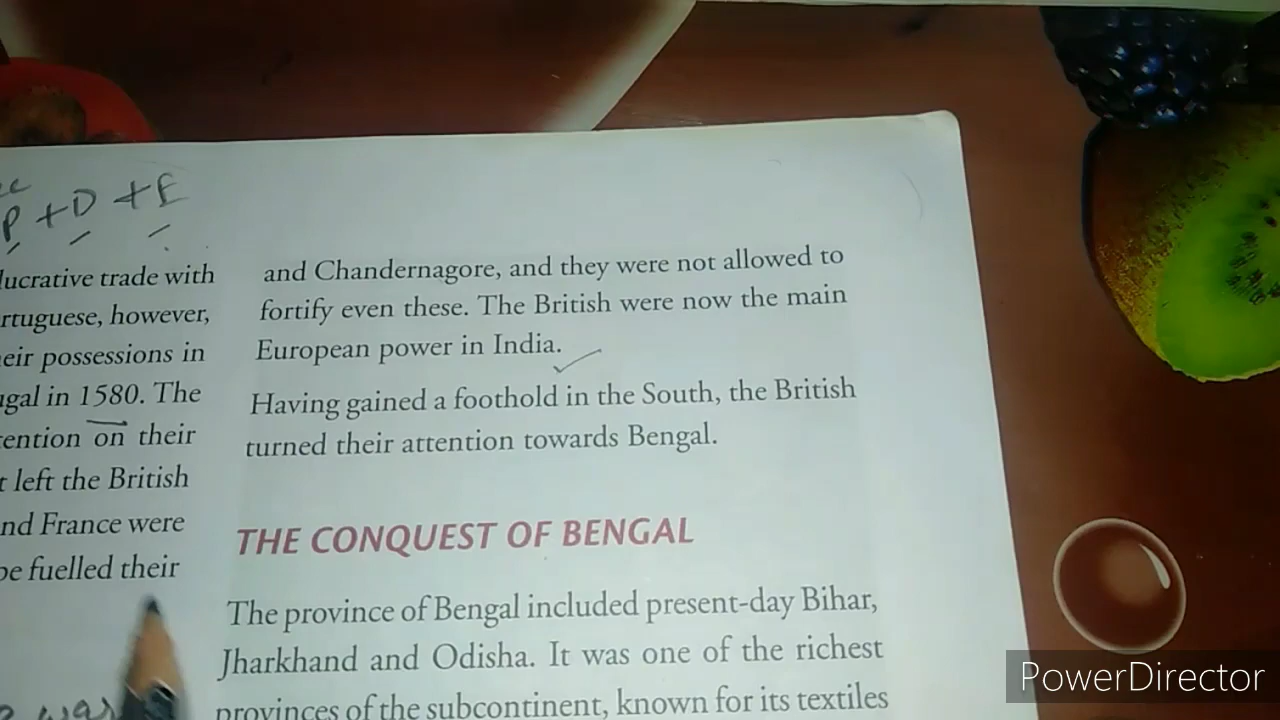 P + D + E
lucrative trade with
rtuguese, however,
eir possessions in
gal in 1580. The
ention on their
t left the British
nd France were
be fuelled their
was
and Chandernagore, and they were not allowed to
fortify even these. The British were now the main
European power in India.
Having gained a foothold in the South, the British
turned their attention towards Bengal.
THE CONQUEST OF BENGAL
The province of Bengal included present-day Bihar,
Jharkhand and Odisha. It was one of the richest
provinces of the subcontinent, known for its textiles
PowerDirector